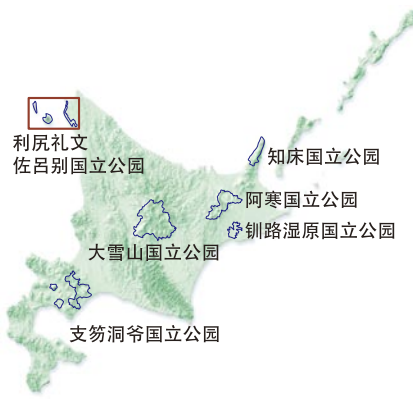 利尻礼文
佐呂别国立公园
知床国立公园
阿寒国立公园
钏路湿原国立公园
大雪山国立公园
支笏洞爷国立公园